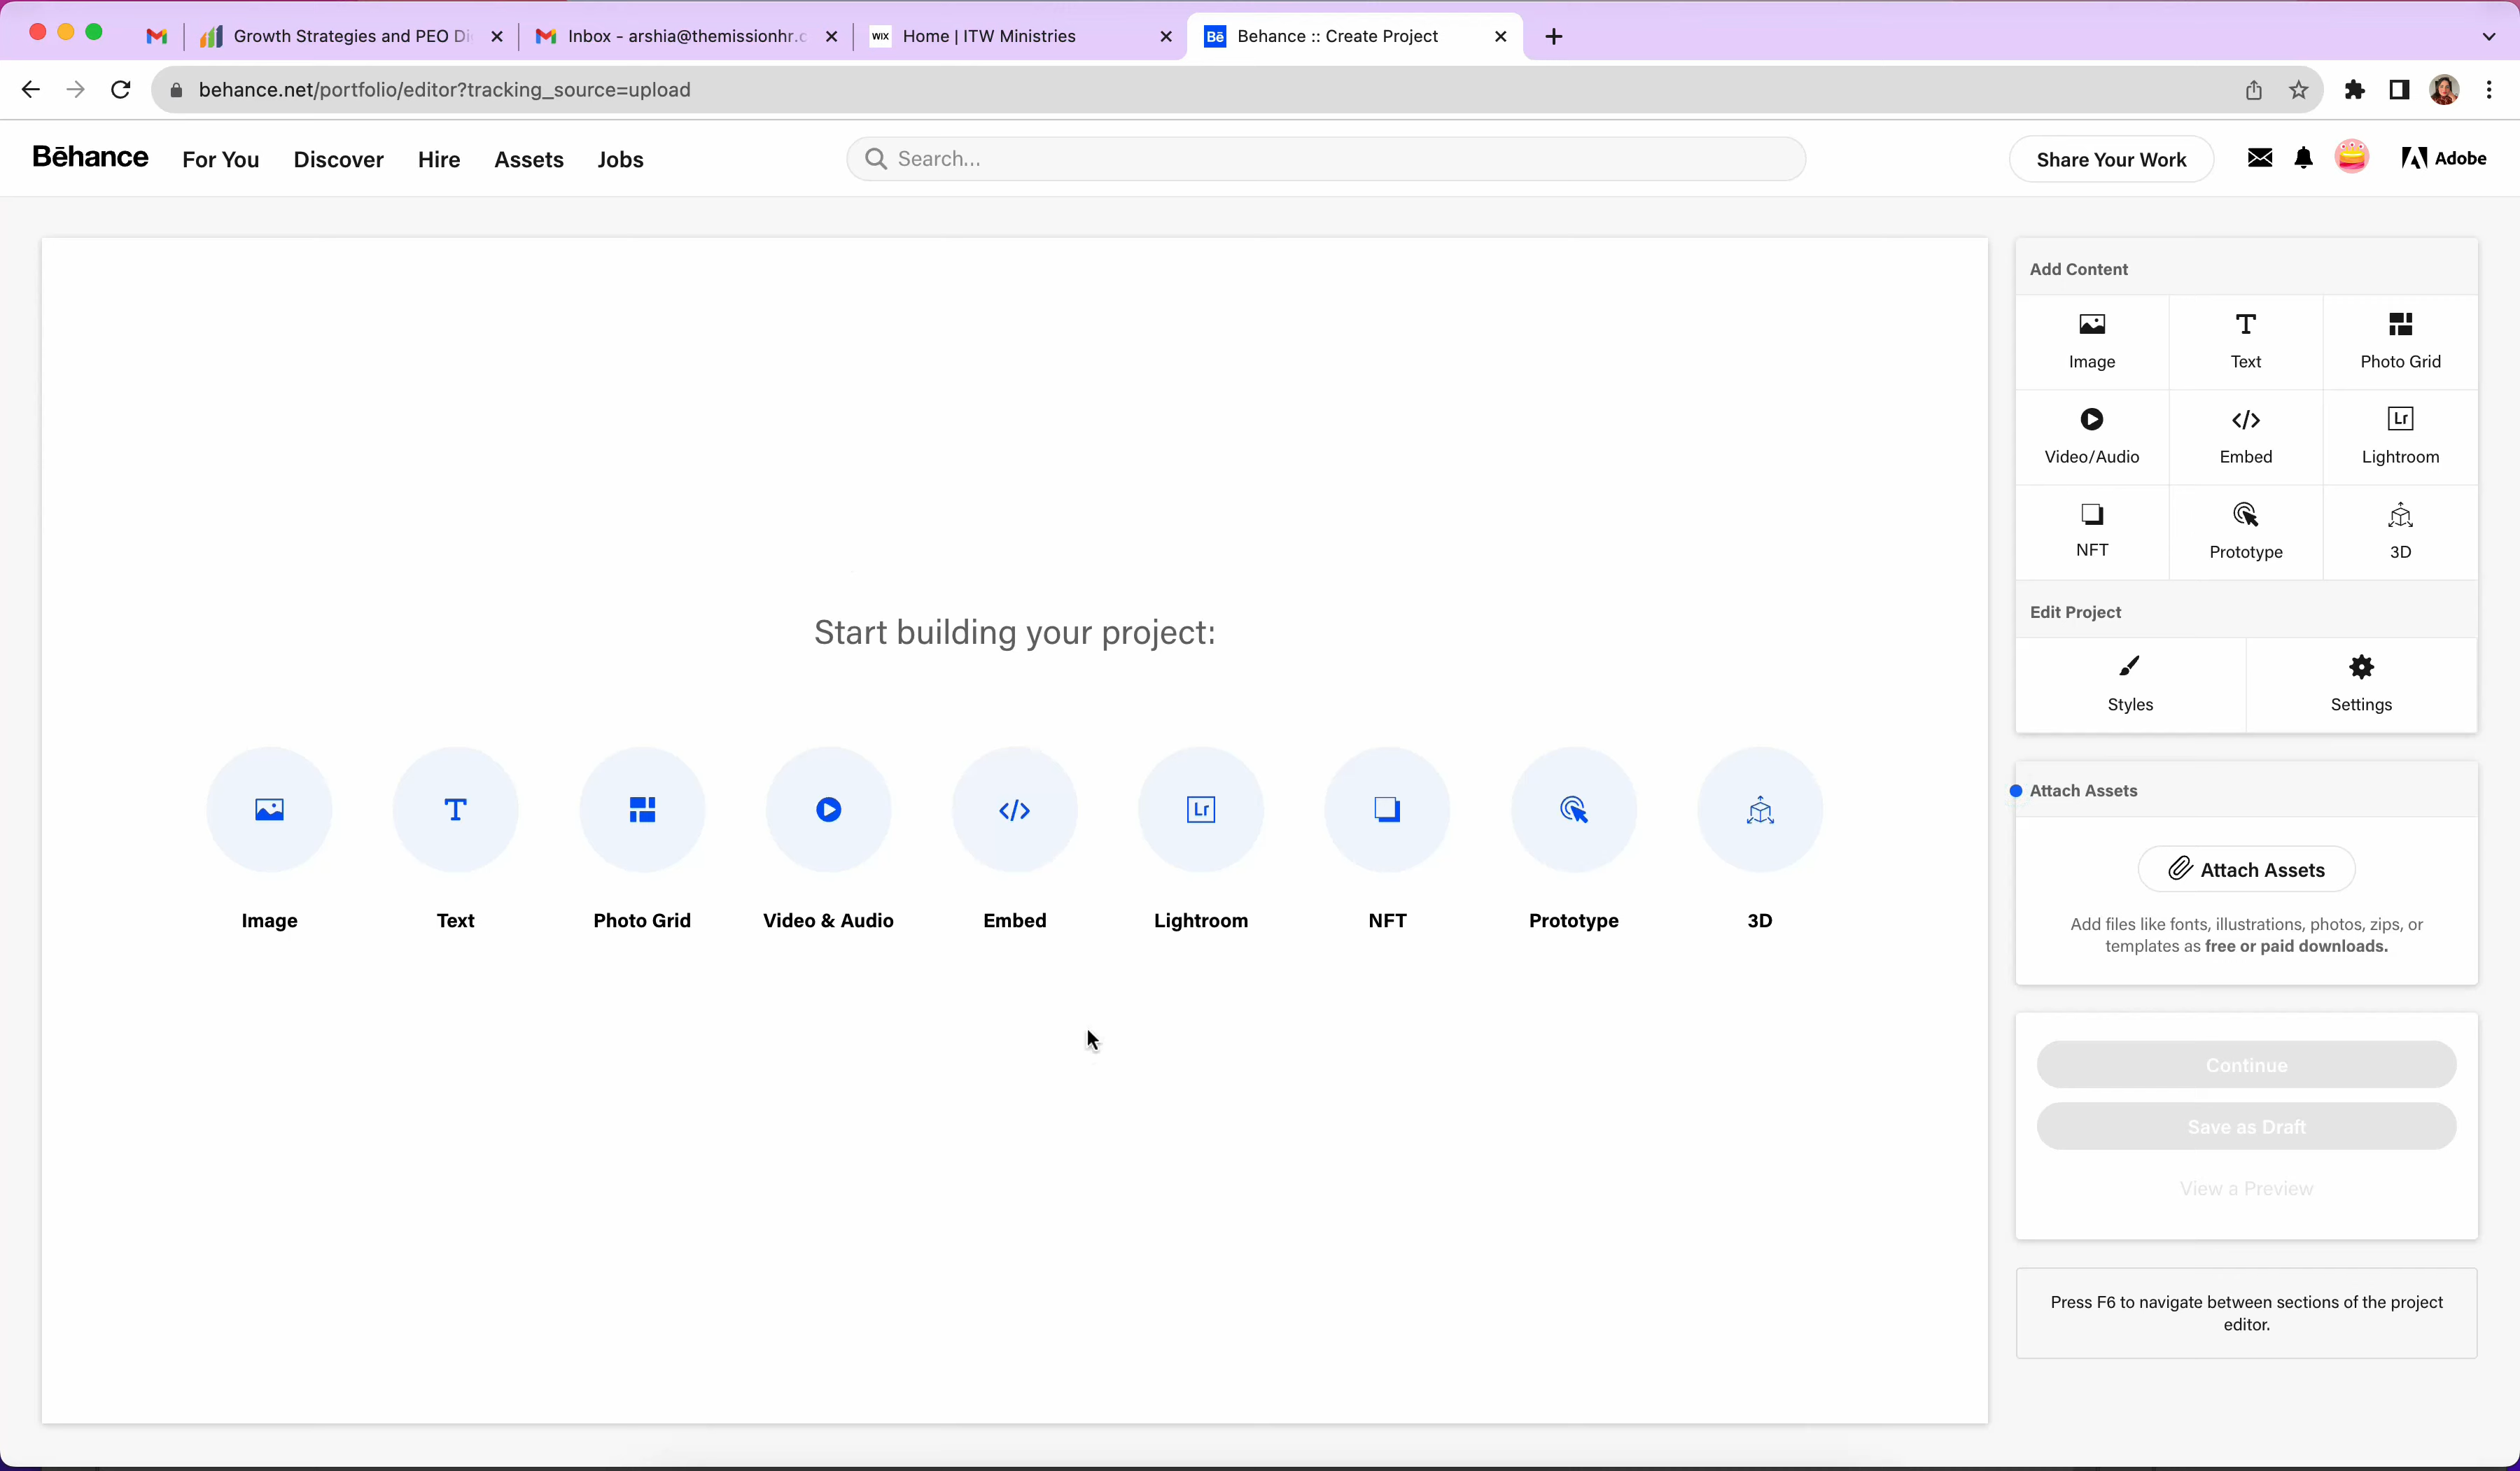 Growth Strategies and PEO Di
Inbox - arshia@themissionhr.c
WIX
Home | ITW Ministries
Bē
Behance :: Create Project
behance.net/portfolio/editor?tracking_source=upload
Bēhance
For You
Discover
Hire
Assets
Jobs
Search...
Share Your Work
Adobe
Add Content
Image
Text
Photo Grid
Video/Audio
Embed
Lr
Lightroom
NFT
Prototype
3D
Edit Project
Styles
Settings
Start building your project:
Lr
Image
Text
Photo Grid
Video & Audio
Embed
Lightroom
NFT
Prototype
3D
Attach Assets
Attach Assets
Add files like fonts, illustrations, photos, zips, or
templates as free or paid downloads.
Continue
Save as Draft
View a Preview
Press F6 to navigate between sections of the project
editor.